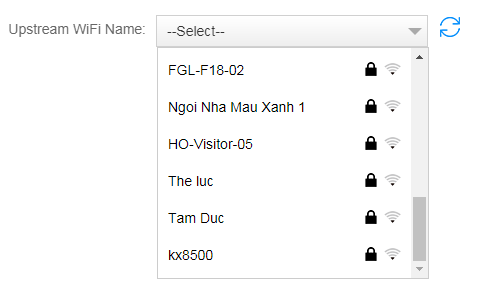 Upstream WiFi Name: --Select--
FGL-F18-02
Ngoi Nha Mau Xanh 1
HO-Visitor-05
The luc
Tam Duc
kx8500